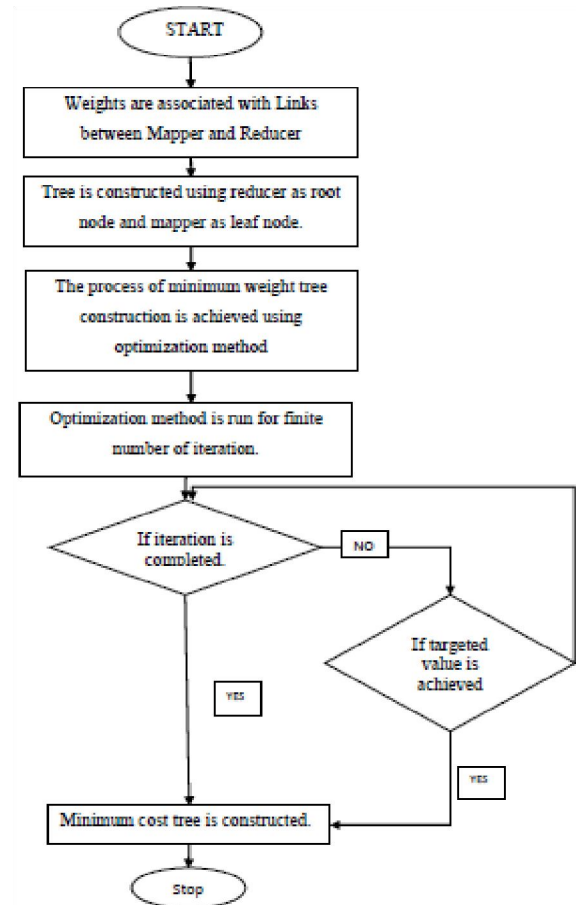 START
Weights are associated with Links
between Mapper and Reducer
Tree is constructed using reducer as root
node and mapper as leaf node.
The process of minimum weight tree
construction is achieved using
optimization method
Optimization method is run for finite
number of iteration.
If iteration is
completed.
NO
If targeted
value is
achieved
YES
YES
Minimum cost tree is constructed.
Stop